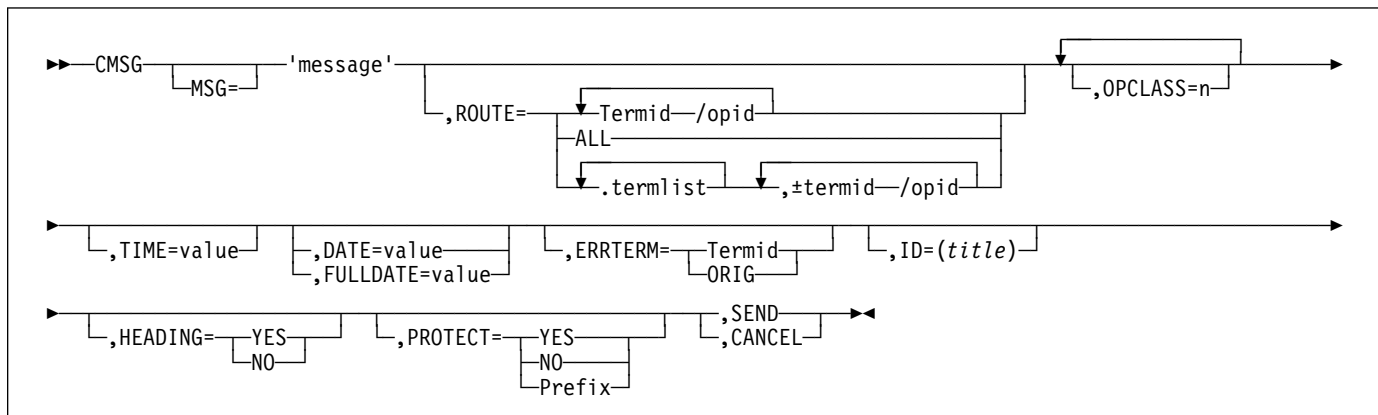 CMSG 'message'
MSG= ,OPCLASS=n
,ROUTE= Termid /opid
ALL
.termlist ,±termid /opid
,TIME=value ,DATE=value ,ERRTERM= Termid ,ID=(title)
,FULLDATE=value ORIG
,HEADING= YES ,PROTECT= YES ,SEND
NO NO ,CANCEL
Prefix